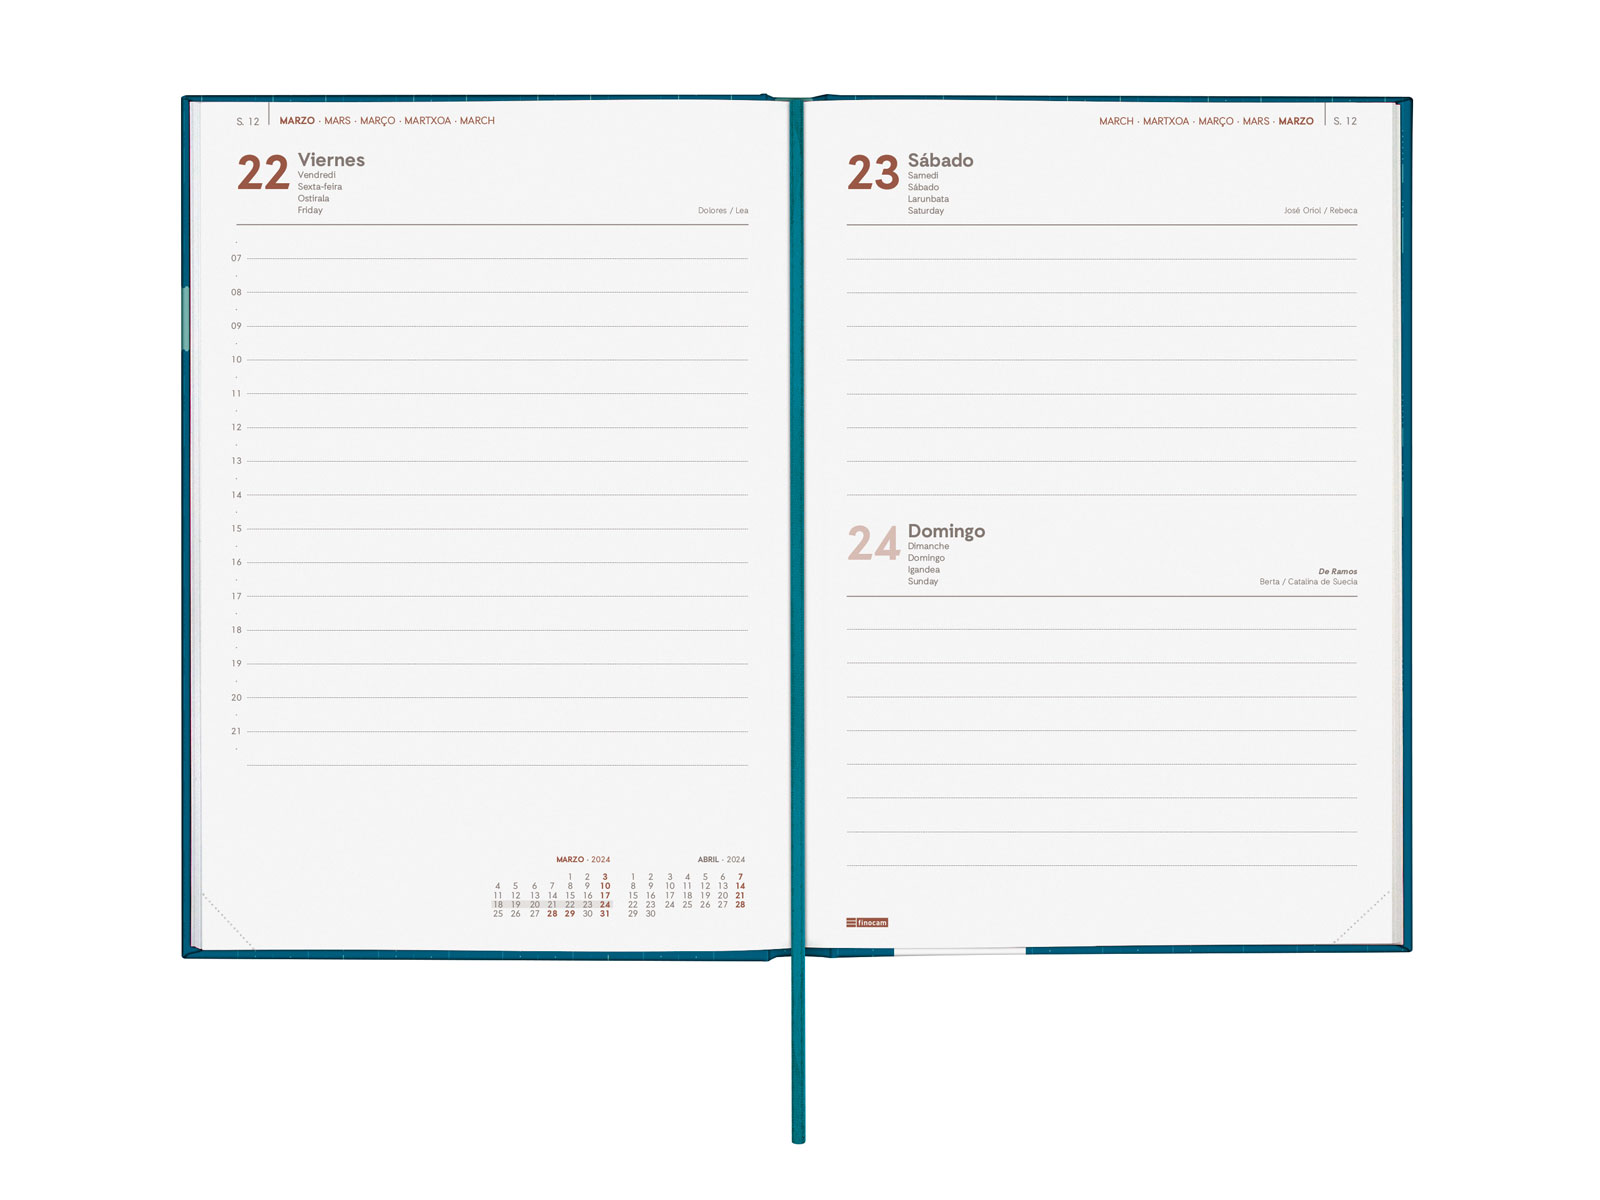 S. 12 MARZO · MARS · MARÇO · MARTXOA · MARCH
22 Viernes
Vendredi
Sexta-feira
Ostirala
Friday
Dolores / Lea
07
08
09
10
11
12
13
14
15
16
17
18
19
20
21
MARZO · 2024
1 2 3
4 5 6 7 8 9 10
11 12 13 14 15 16 17
18 19 20 21 22 23 24
25 26 27 28 29 30 31
ABRIL · 2024
1 2 3 4 5 6 7
8 9 10 11 12 13 14
15 16 17 18 19 20 21
22 23 24 25 26 27 28
29 30
MARCH · MARTXOA · MARÇO · MARS · MARZO S. 12
23 Sábado
Samedi
Sábado
Larunbata
Saturday
José Oriol / Rebeca
24 Domingo
Dimanche
Domingo
Igandea
Sunday
De Ramos
Berta / Catalina de Suecia
finocam